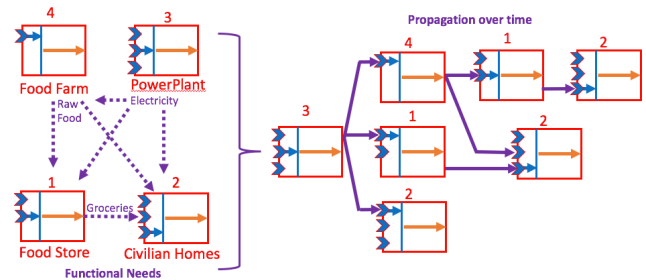 4
3
Food Farm
PowerPlant
Raw
Food
Electricity
1
2
Groceries
Food Store
Civilian Homes
Functional Needs
Propagation over time
3
4
1
2
1
2
2